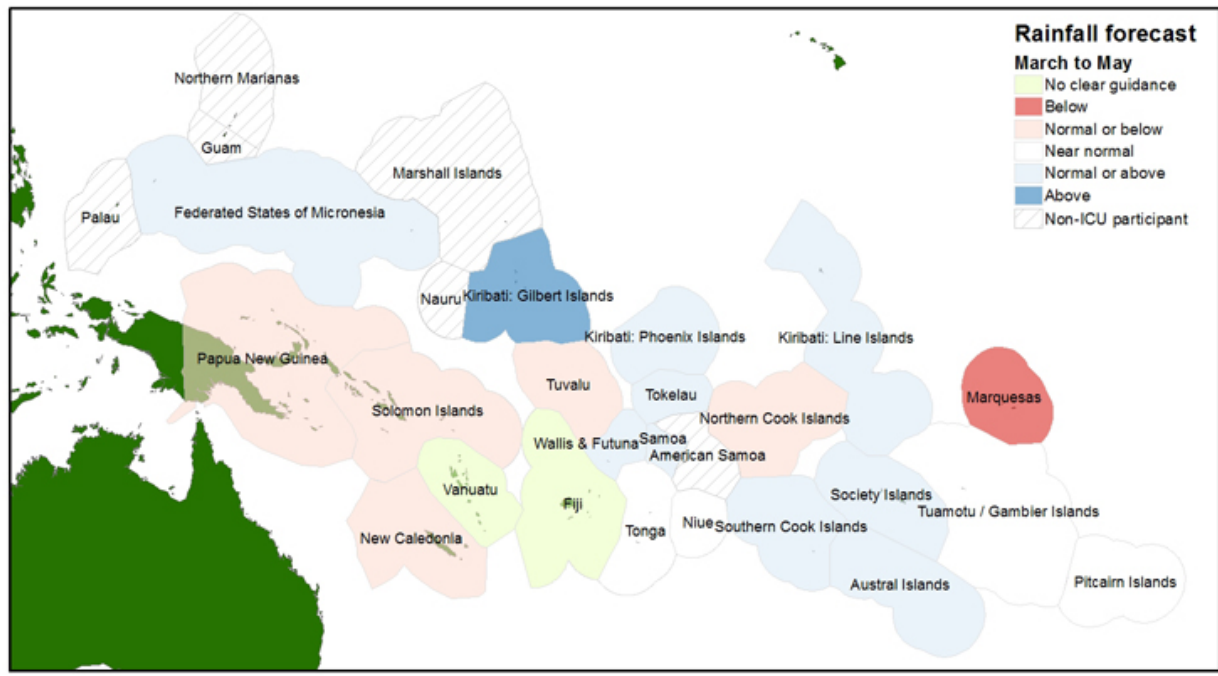 Rainfall forecast
March to May
No clear guidance
Below
Normal or below
Near normal
Normal or above
Above
Non-ICU participant
Northern Marianas
Guam
Marshall Islands
Palau
Federated States of Micronesia
Nauru
Kiribati: Gilbert Islands
Kiribati: Phoenix Islands
Kiribati: Line Islands
Papua New Guinea
Tuvalu
Tokelau
Marquesas
Solomon Islands
Northern Cook Islands
Wallis & Futuna
Samoa
American Samoa
Vanuatu
Fiji
Society Islands
Tuamotu / Gambier Islands
New Caledonia
Tonga
Niue
Southern Cook Islands
Austral Islands
Pitcairn Islands